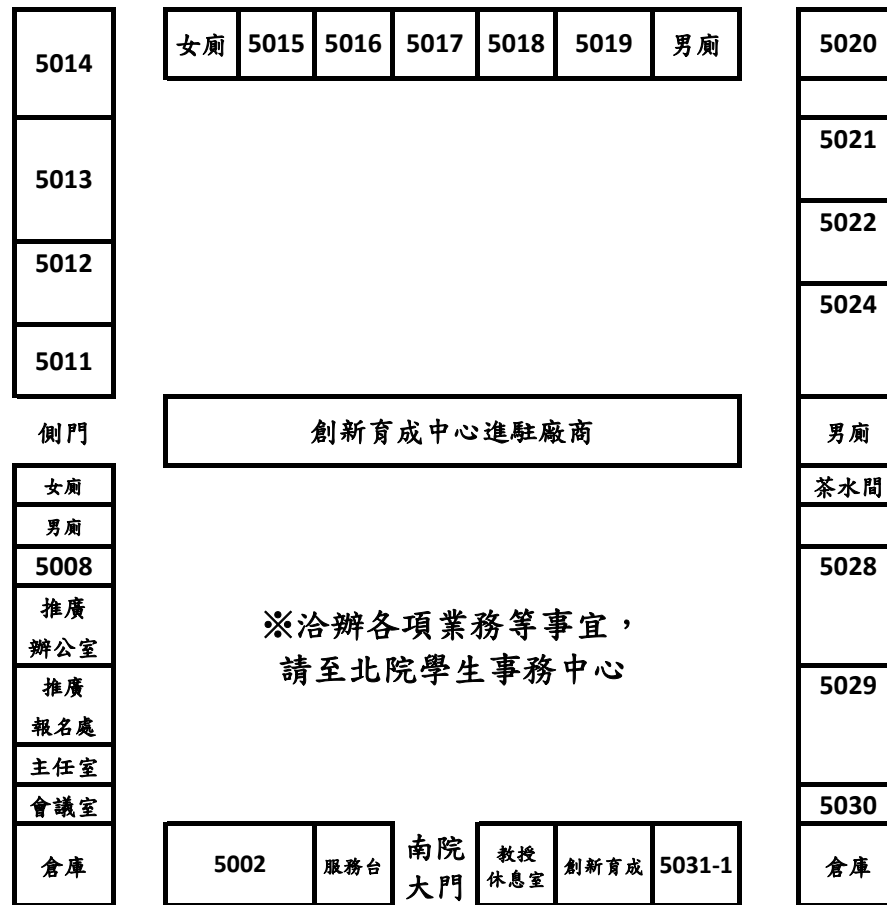 5014
女廁
5015
5016
5017
5018
5019
男廁
5020
5013
5021
5012
5022
5011
5024
側門
創新育成中心進駐廠商
男廁
女廁
茶水間
男廁
5008
5028
推廣
辦公室
※洽辦各項業務等事宜，
請至北院學生事務中心
推廣
報名處
5029
主任室
會議室
5030
倉庫
5002
服務台
南院
大門
教授
休息室
創新育成
5031-1
倉庫